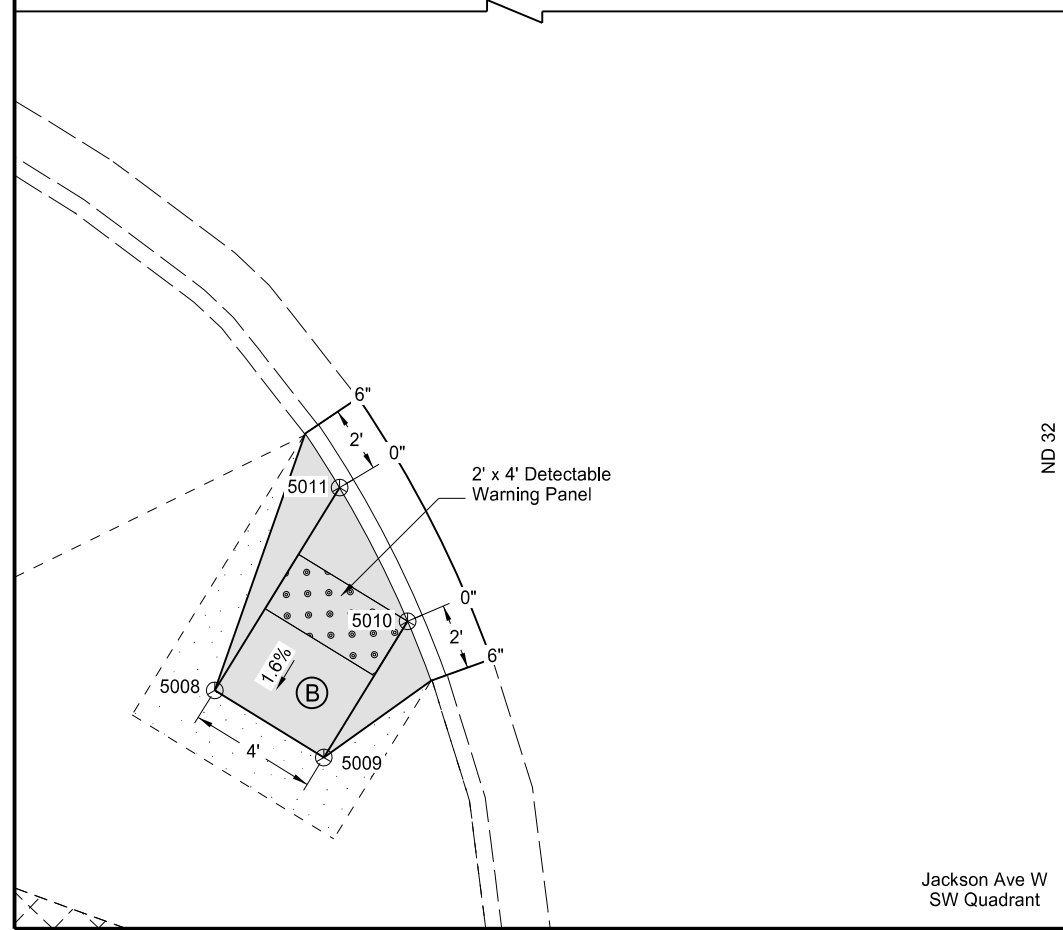 6"
2'
0"
ND 32
2' x 4' Detectable
Warning Panel
5011
0"
5010
2'
6"
1.6%
5008
B
4'
5009
Jackson Ave W
SW Quadrant